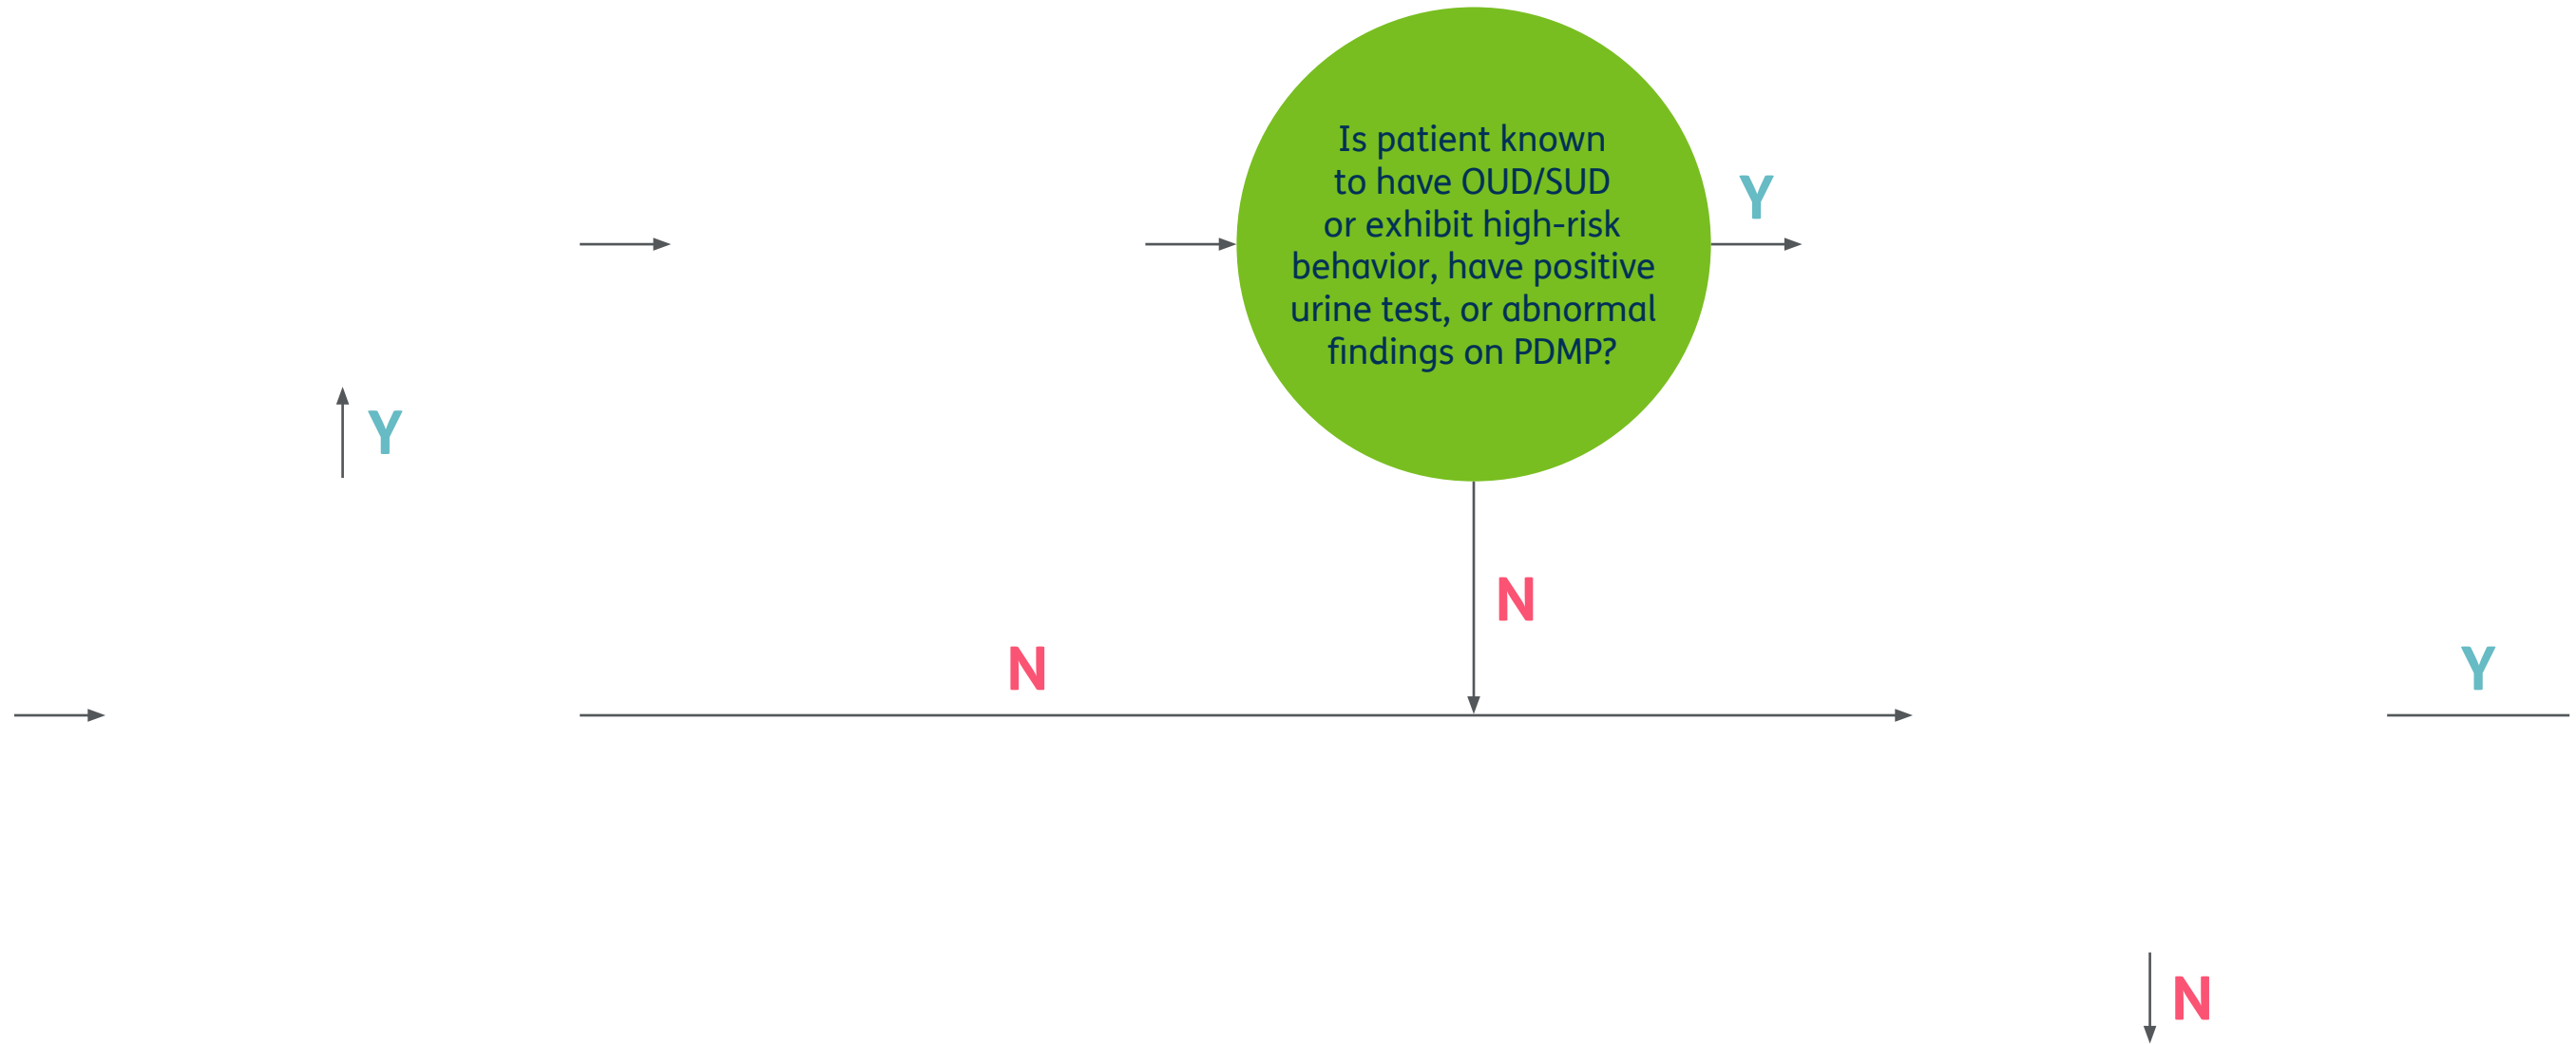 Is patient known
to have OUD/SUD
or exhibit high-risk
behavior, have positive
urine test, or abnormal
findings on PDMP?
Y
Y
N
N
Y
N